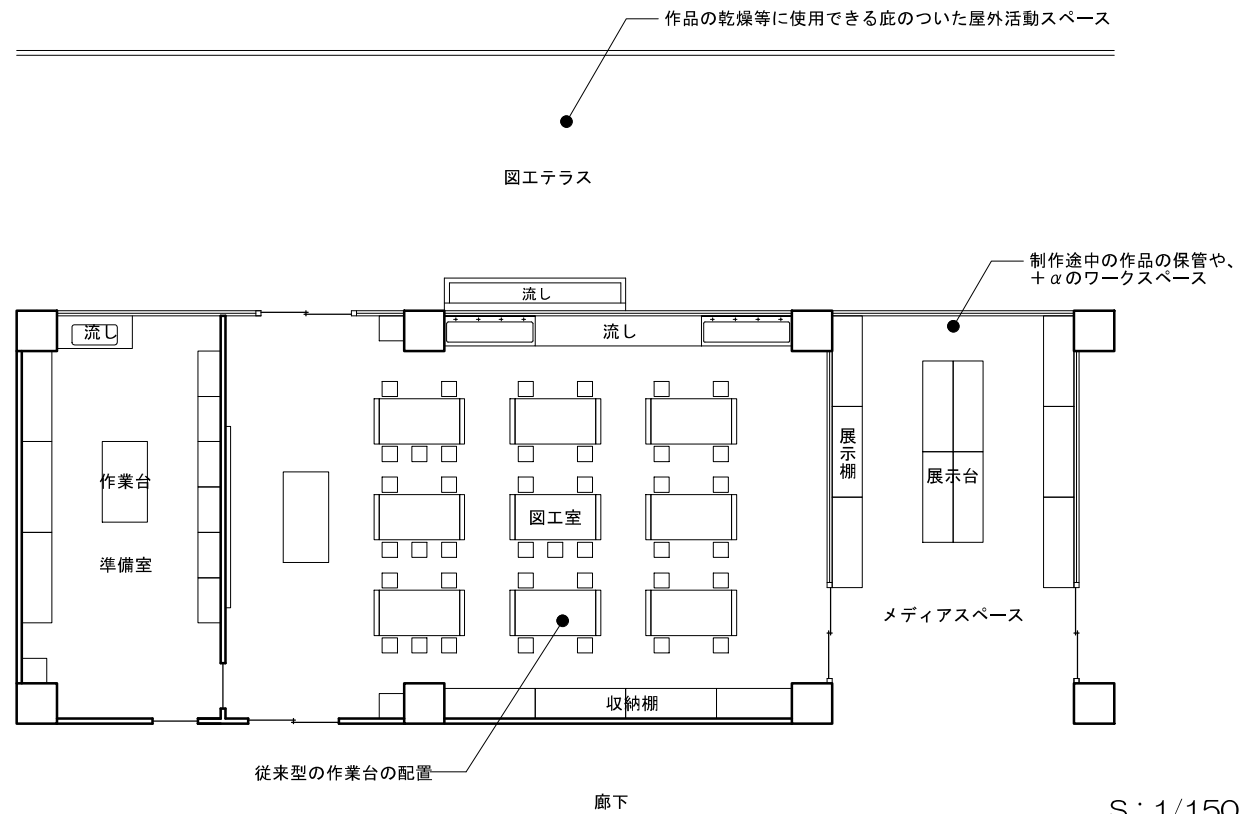 作品の乾燥等に使用できる庇のついた屋外活動スペース
図工テラス
制作途中の作品の保管や、
+αのワークスペース
流し
流し
流し
展示棚
作業台
展示台
図工室
準備室
メディアスペース
収納棚
従来型の作業台の配置
廊下
S:1/150